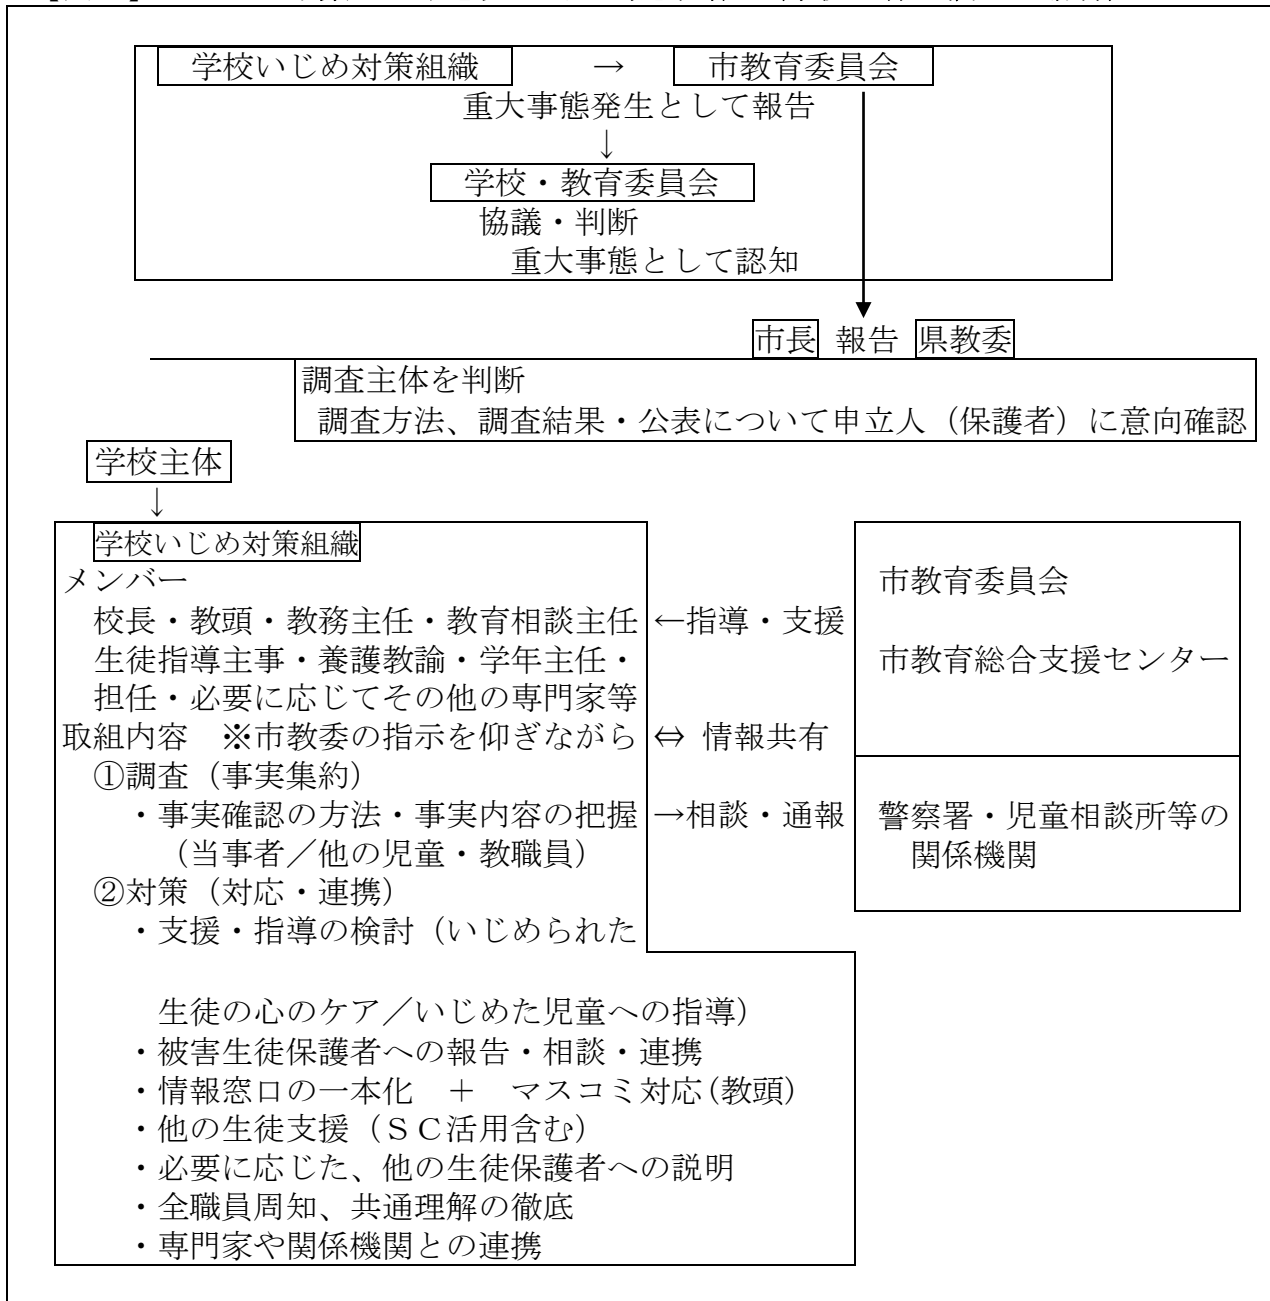 学校いじめ対策組織 → 市教育委員会
重大事態発生として報告
↓
学校・教育委員会
協議・判断
重大事態として認知
市長 報告 県教委
調査主体を判断
調査方法、調査結果・公表について申立人（保護者）に意向確認
学校主体
↓
学校いじめ対策組織
メンバー
校長・教頭・教務主任・教育相談主任
生徒指導主事・養護教諭・学年主任・
担任・必要に応じてその他の専門家等
取組内容　※市教委の指示を仰ぎながら
①調査（事実集約）
・事実確認の方法・事実内容の把握
（当事者／他の児童・教職員）
②対策（対応・連携）
・支援・指導の検討（いじめられた
生徒の心のケア／いじめた児童への指導）
・被害生徒保護者への報告・相談・連携
・情報窓口の一本化　＋　マスコミ対応(教頭)
・他の生徒支援（ＳＣ活用含む）
・必要に応じた、他の生徒保護者への説明
・全職員周知、共通理解の徹底
・専門家や関係機関との連携
←指導・支援
⇔ 情報共有
→相談・通報
市教育委員会
市教育総合支援センター
警察署・児童相談所等の
関係機関